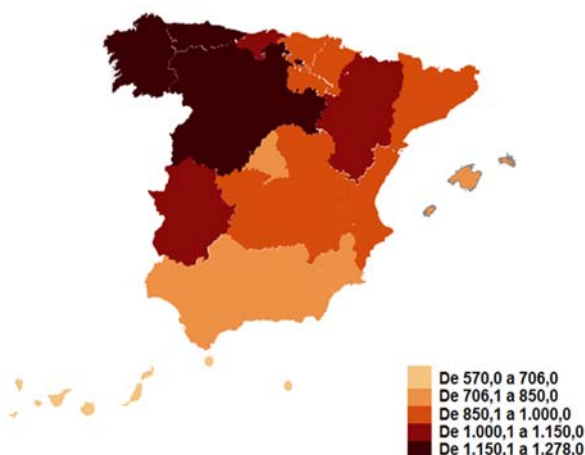 De 570,0 a 706,0
De 706,1 a 850,0
De 850,1 a 1.000,0
De 1.000,1 a 1.150,0
De 1.150,1 a 1.278,0